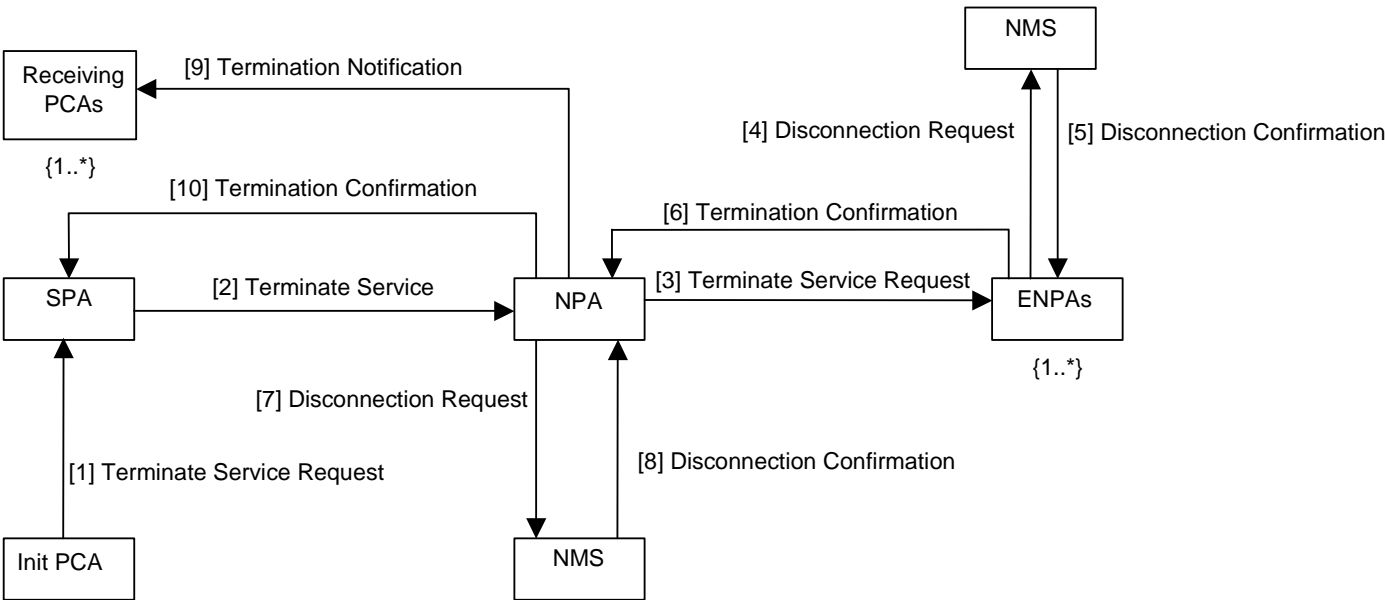 NMS
[9] Termination Notification
Receiving
PCAs
[4] Disconnection Request
[5] Disconnection Confirmation
{1..*}
[10] Termination Confirmation
[6] Termination Confirmation
SPA
[2] Terminate Service
NPA
[3] Terminate Service Request
ENPAs
{1..*}
[7] Disconnection Request
[1] Terminate Service Request
[8] Disconnection Confirmation
Init PCA
NMS